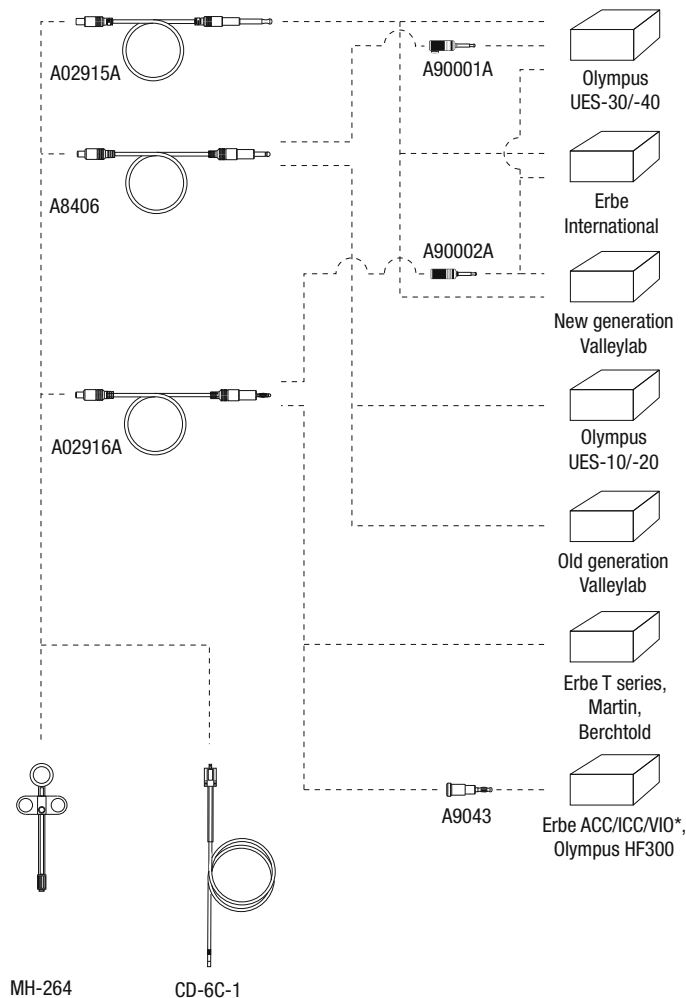 A02915A
A90001A
Olympus
UES-30/-40
A8406
Erbe
International
A90002A
New generation
Valleylab
A02916A
Olympus
UES-10/-20
Old generation
Valleylab
Erbe T series,
Martin,
Berchtold
A9043
Erbe ACC/ICC/VIO*,
Olympus HF300
MH-264
CD-6C-1